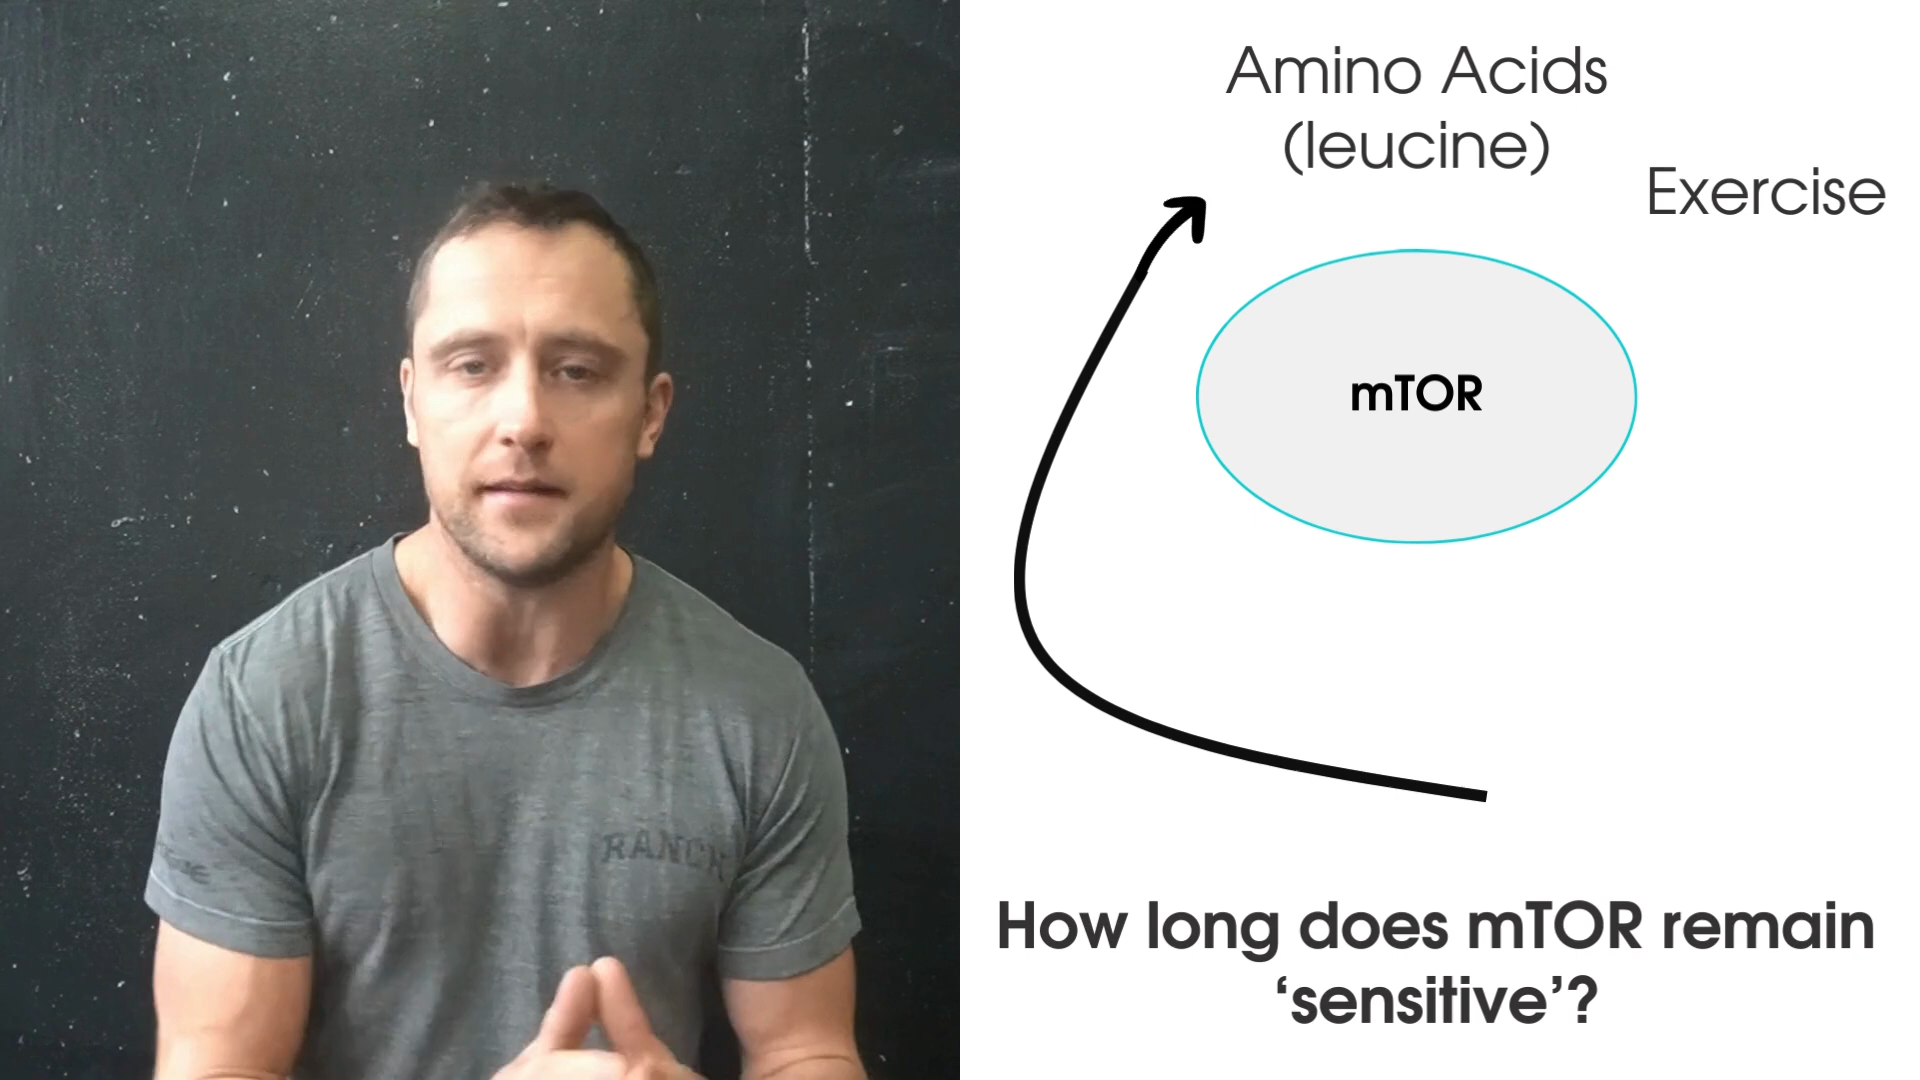 Amino Acids
(leucine)
Exercise
mTOR
How long does mTOR remain
‘sensitive’?